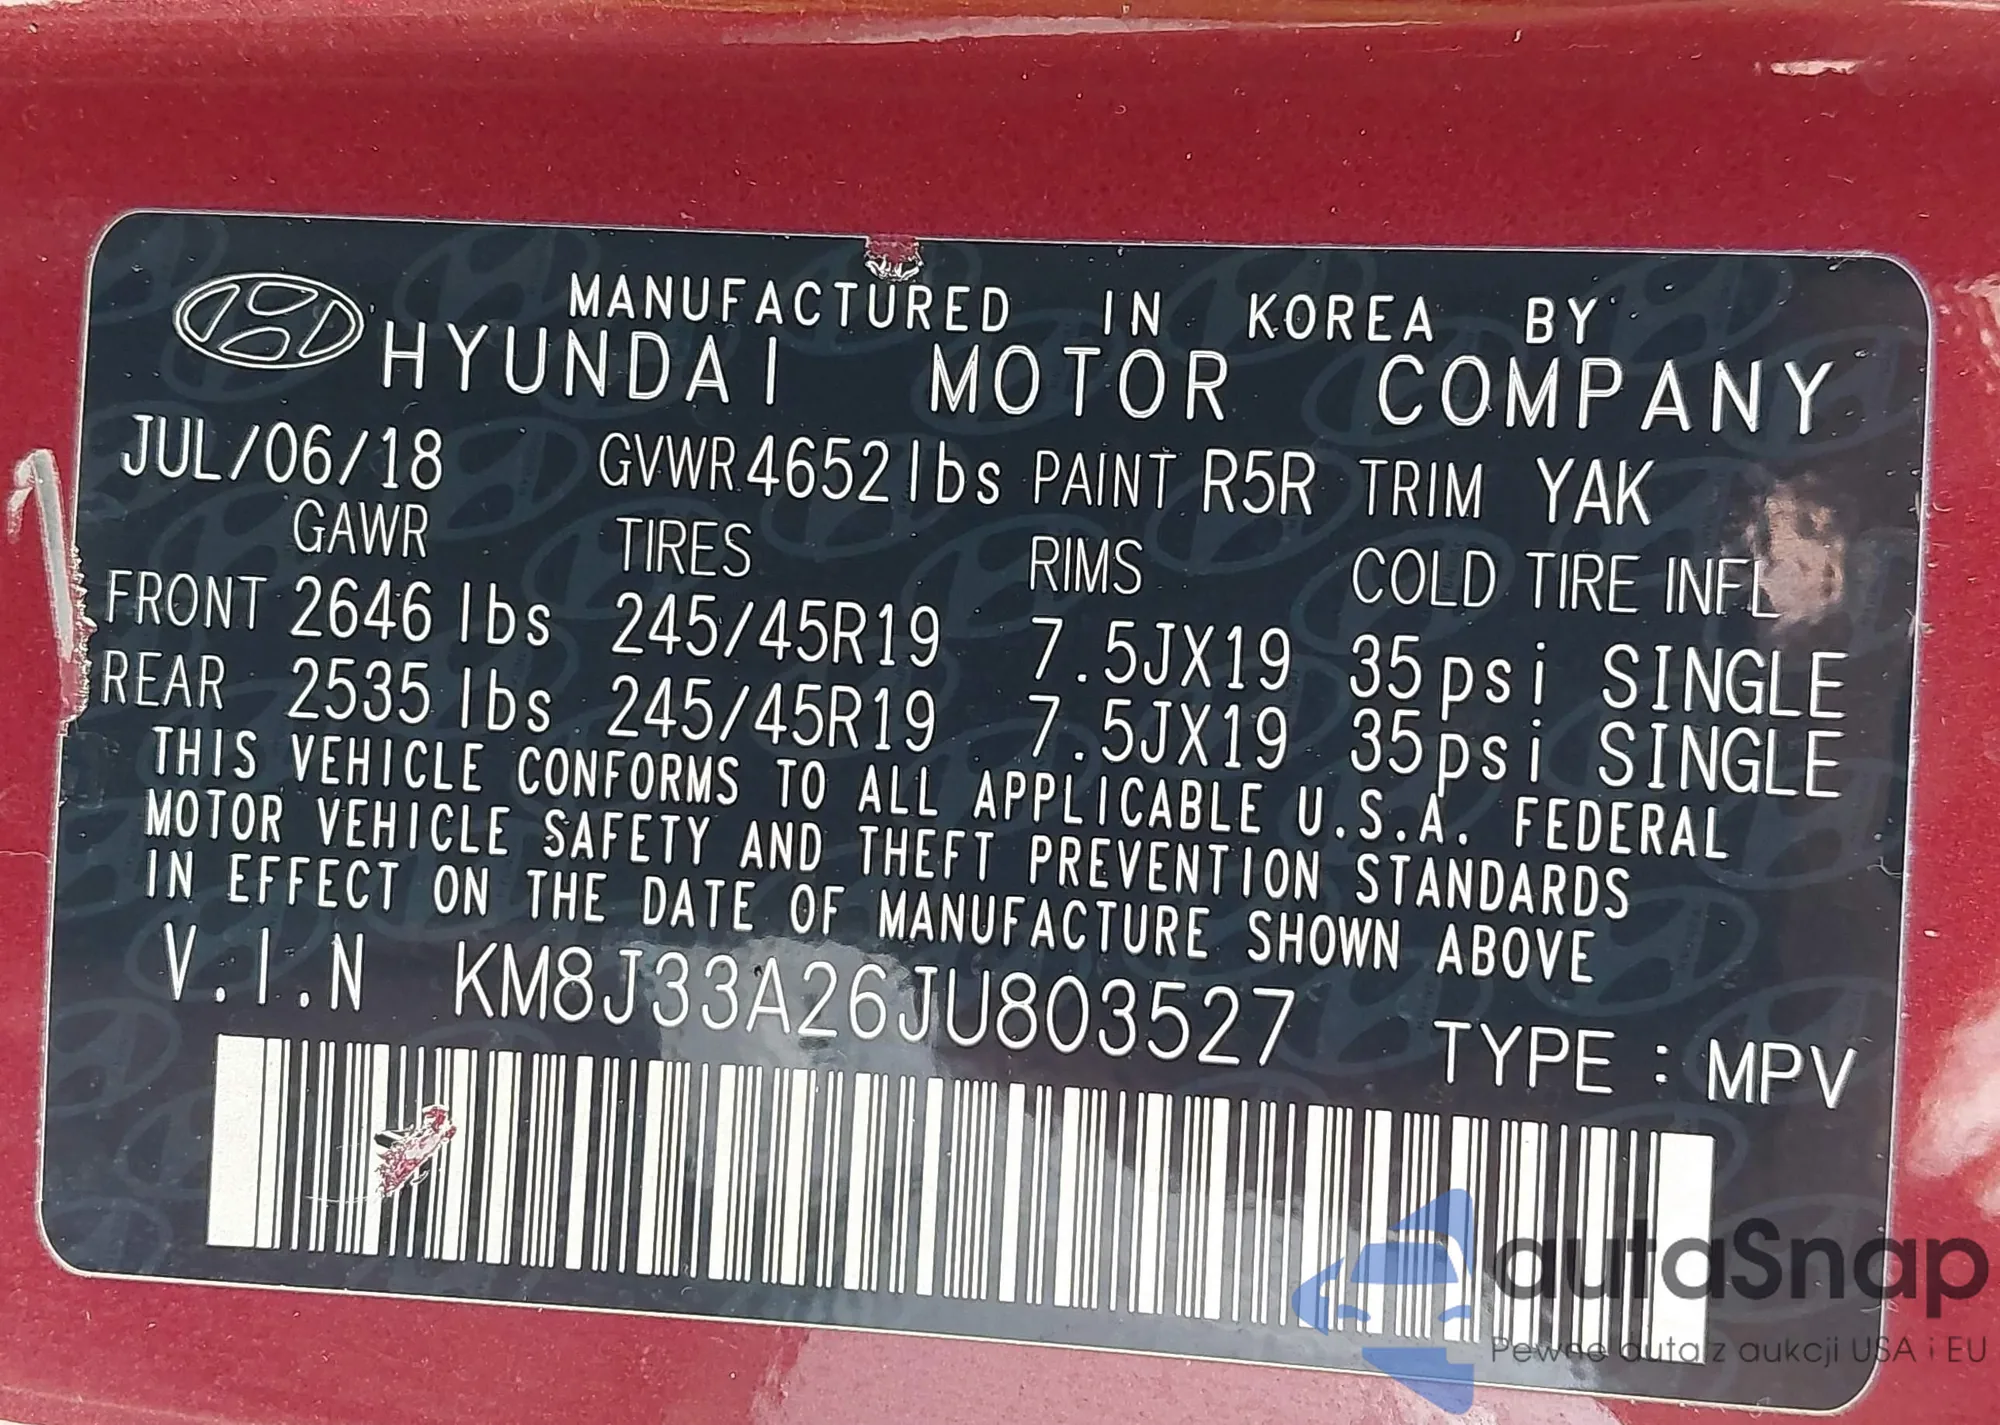 MANUFACTURED IN KOREA BY
HYUNDAI MOTOR COMPANY
JUL/06/18 GVWR 4652 lbs PAINT R5R TRIM YAK
GAWR TIRES RIMS COLD TIRE INFL
FRONT 2646 lbs 245/45R19 7.5JX19 35psi SINGLE
REAR 2535 lbs 245/45R19 7.5JX19 35psi SINGLE
THIS VEHICLE CONFORMS TO ALL APPLICABLE U.S.A. FEDERAL
MOTOR VEHICLE SAFETY AND THEFT PREVENTION STANDARDS
IN EFFECT ON THE DATE OF MANUFACTURE SHOWN ABOVE
V.I.N KM8J33A26JU803527 TYPE : MPV
autaSnap
Pewne auta z aukcji USA i EU